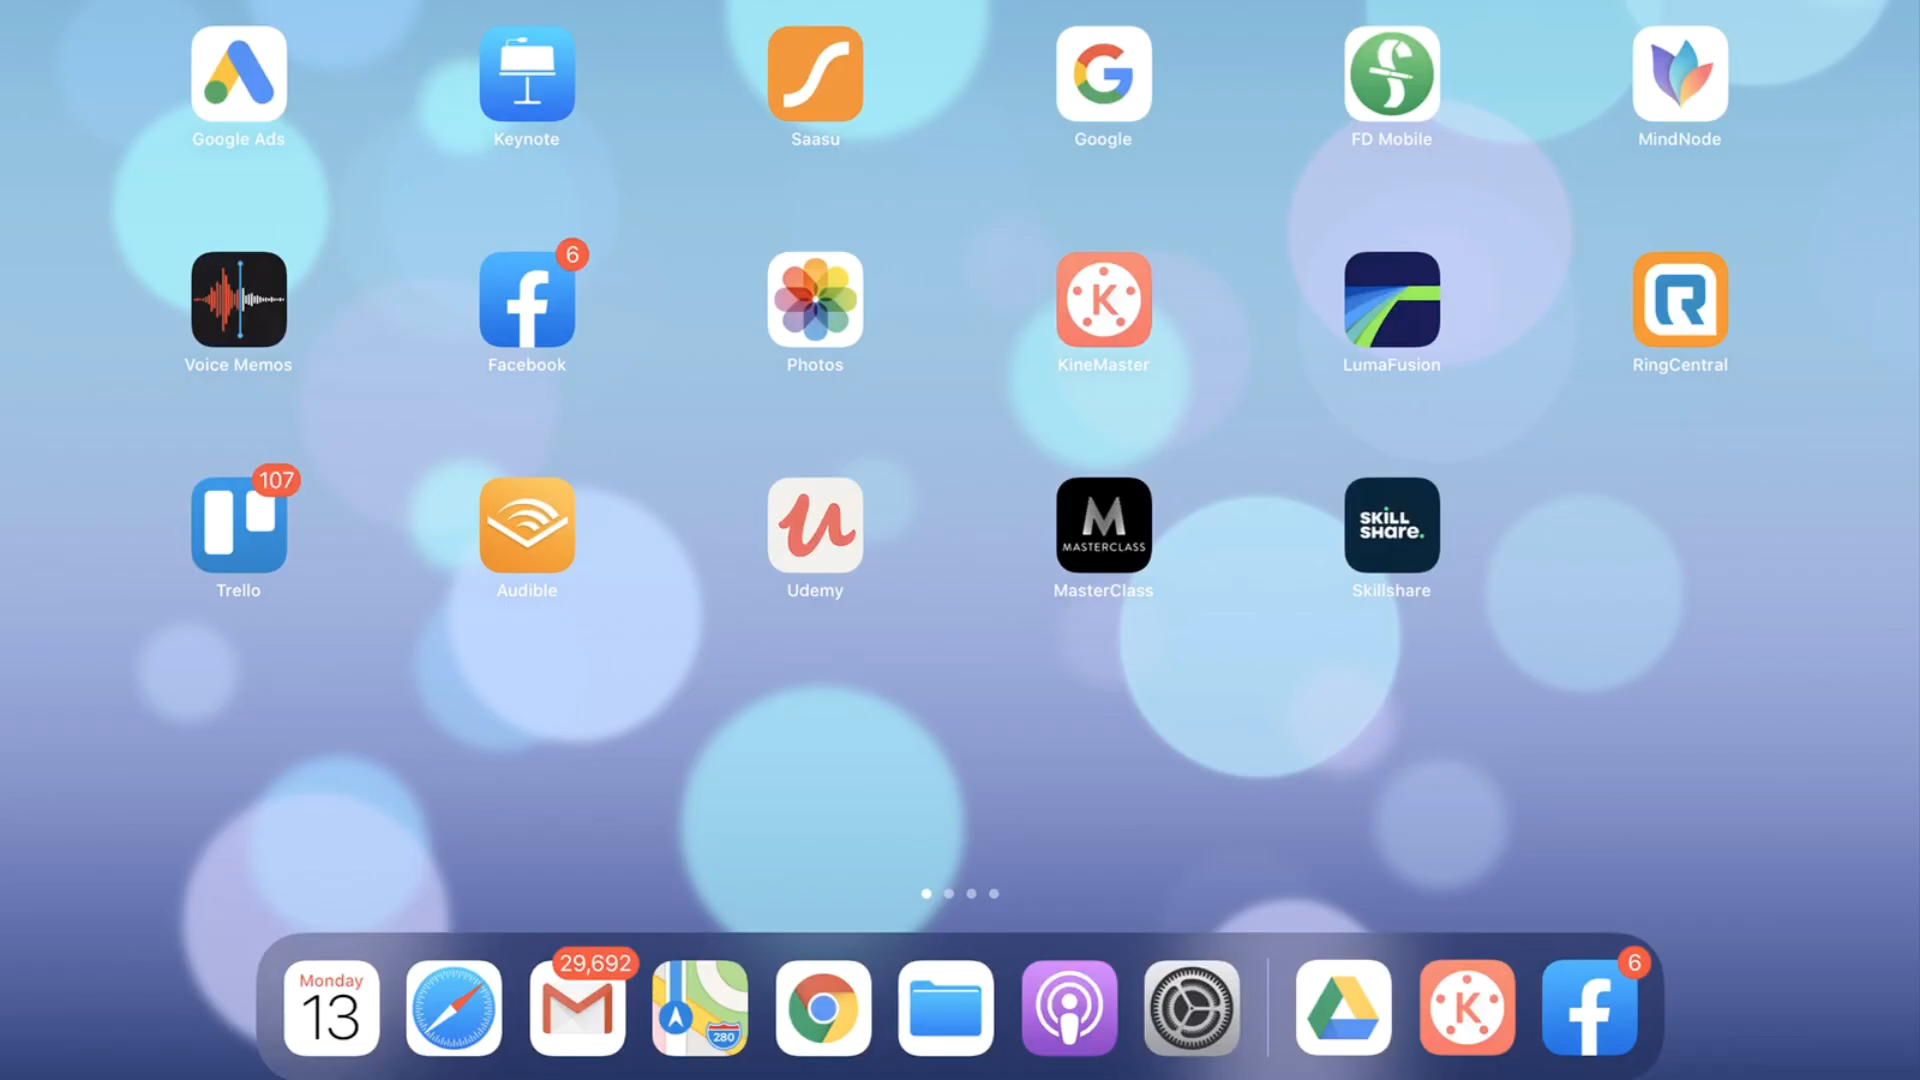 Google Ads
Keynote
Saasu
Google
FD Mobile
MindNode
6
Voice Memos
Facebook
Photos
K
KineMaster
LumaFusion
R
RingCentral
107
Trello
Audible
u
Udemy
M
MASTERCLASS
MasterClass
SKILL
SHare.
Skillshare
Monday
13
29,692
280
K
6